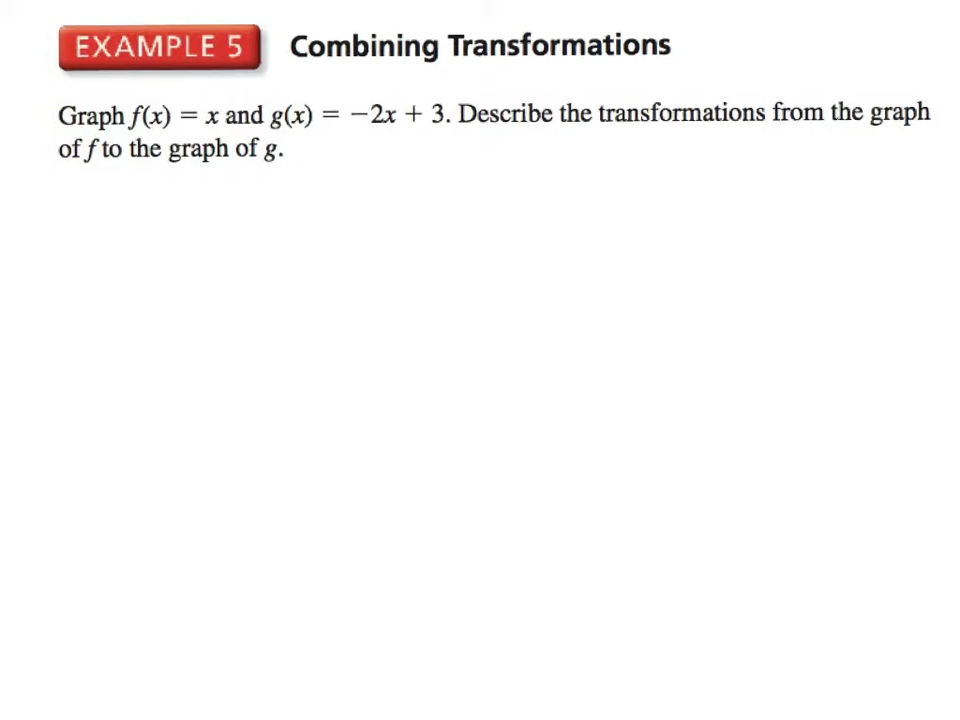 EXAMPLE 5 Combining Transformations
Graph f(x) = x and g(x) = −2x + 3. Describe the transformations from the graph
of f to the graph of g.